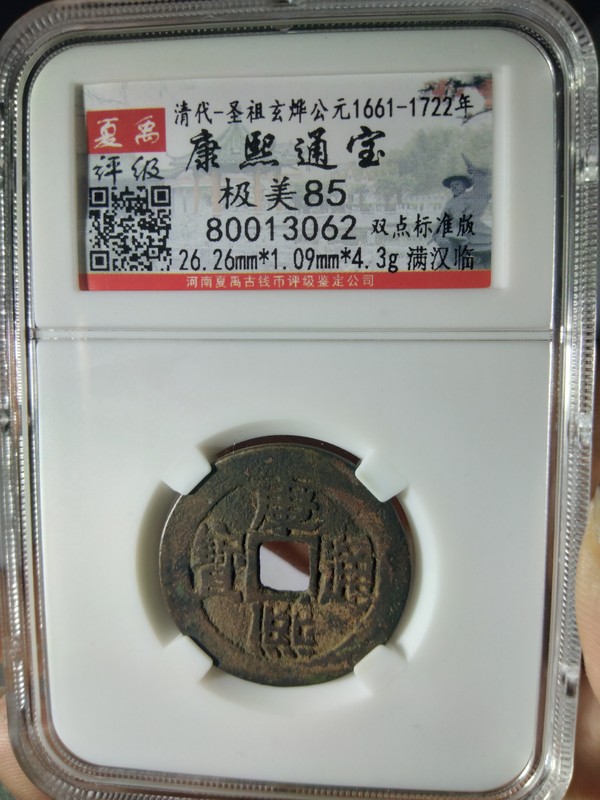 清代-圣祖玄烨公元1661-1722年
夏禹
评级
康熙通宝
极美85
80013062 双点标准版
26.26mm*1.09mm*4.3g 满汉临
河南夏禹古钱币评级鉴定公司
康熙通寶